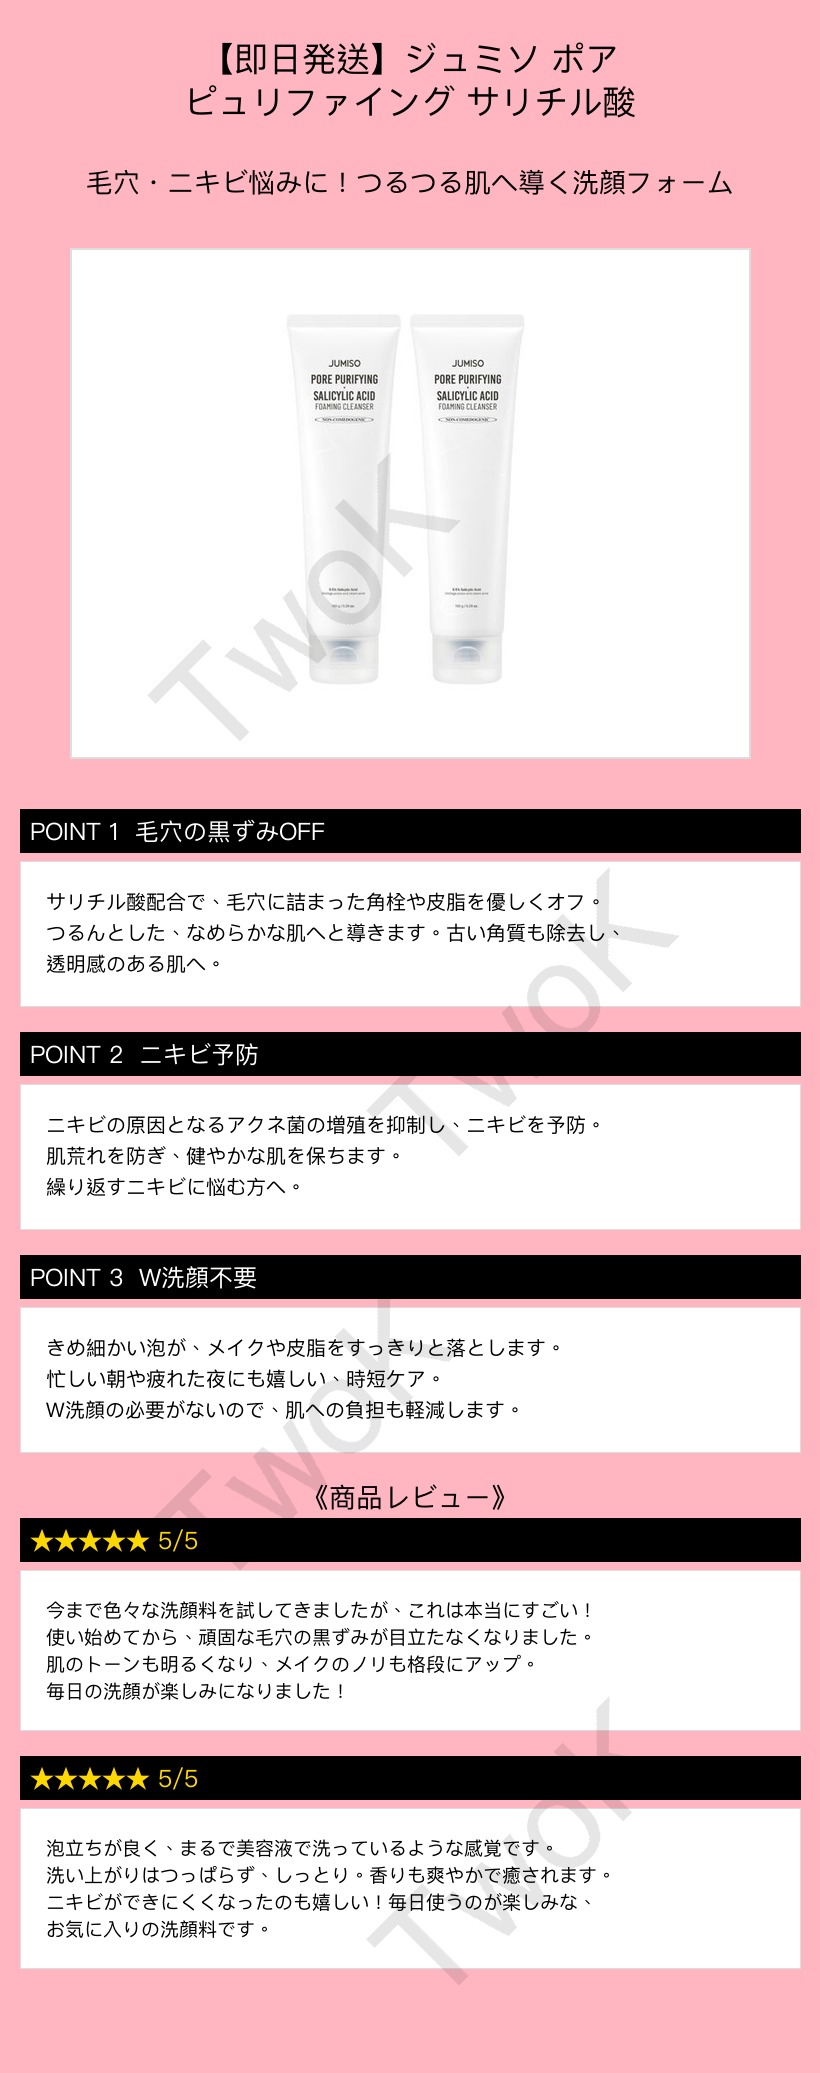 【即日発送】ジュミソ ポア
ピュリファイング サリチル酸
毛穴・ニキビ悩みに！つるつる肌へ導く洗顔フォーム
JUMISO
PORE PURIFYING
SALICYLIC ACID
FOAMING CLEANSER
NON-COMEDOGENIC
JUMISO
PORE PURIFYING
SALICYLIC ACID
FOAMING CLEANSER
NON-COMEDOGENIC
TwoK
POINT 1 毛穴の黒ずみOFF
サリチル酸配合で、毛穴に詰まった角栓や皮脂を優しくオフ。
つるんとした、なめらかな肌へと導きます。古い角質も除去し、
透明感のある肌へ。
TwoK
POINT 2 ニキビ予防
ニキビの原因となるアクネ菌の増殖を抑制し、ニキビを予防。
肌荒れを防ぎ、健やかな肌を保ちます。
繰り返すニキビに悩む方へ。
POINT 3 W洗顔不要
きめ細かい泡が、メイクや皮脂をすっきりと落とします。
忙しい朝や疲れた夜にも嬉しい、時短ケア。
W洗顔の必要がないので、肌への負担も軽減します。
TwoK
《商品レビュー》
★★★★★ 5/5
今まで色々な洗顔料を試してきましたが、これは本当にすごい！
使い始めてから、頑固な毛穴の黒ずみが目立たなくなりました。
肌のトーンも明るくなり、メイクのノリも格段にアップ。
毎日の洗顔が楽しみになりました！
★★★★★ 5/5
泡立ちが良く、まるで美容液で洗っているような感覚です。
洗い上がりはつっぱらず、しっとり。香りも爽やかで癒されます。
ニキビができにくくなったのも嬉しい！毎日使うのが楽しみな、
お気に入りの洗顔料です。
TwoK